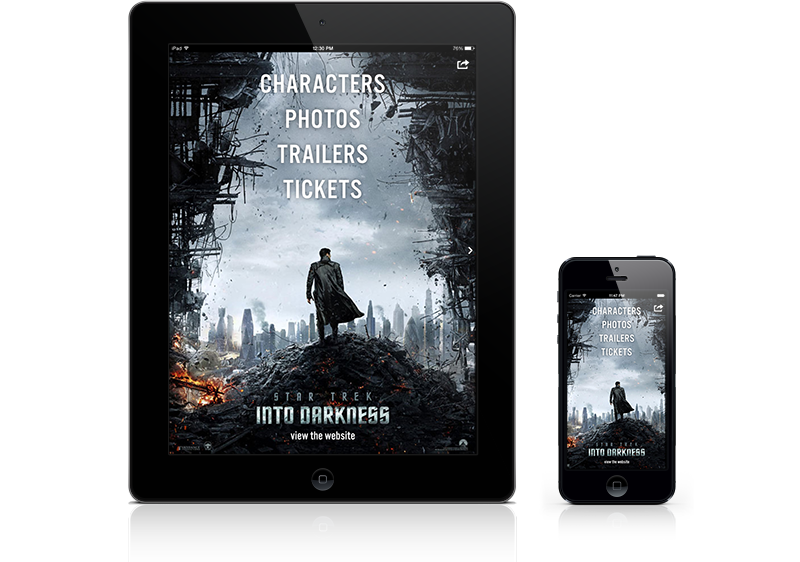 iPad 12:30 PM 76%
CHARACTERS
PHOTOS
TRAILERS
TICKETS
STAR TREK
INTO DARKNESS
view the website
Carrier 11:47 PM
CHARACTERS
PHOTOS
TRAILERS
TICKETS
STAR TREK
INTO DARKNESS
view the website